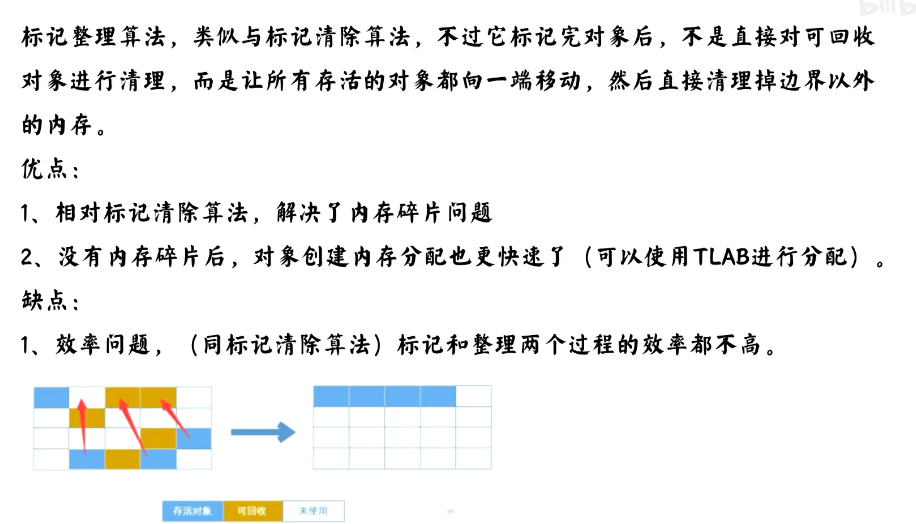 标记整理算法，类似与标记清除算法，不过它标记完对象后，不是直接对可回收
对象进行清理，而是让所有存活的对象都向一端移动，然后直接清理掉边界以外
的内存。
优点：
1、相对标记清除算法，解决了内存碎片问题
2、没有内存碎片后，对象创建内存分配也更快速了（可以使用TLAB进行分配）。
缺点：
1、效率问题，（同标记清除算法）标记和整理两个过程的效率都不高。
存活对象 可回收 未使用